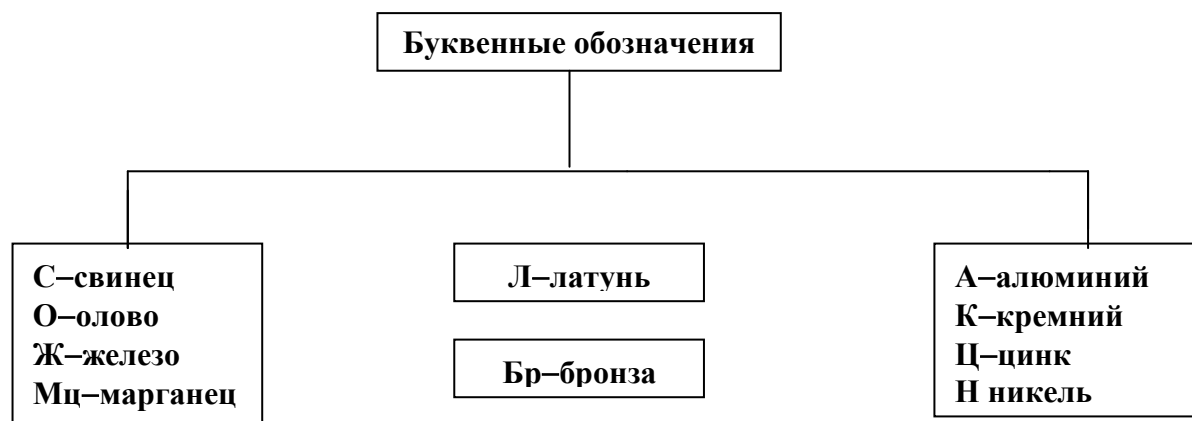 Буквенные обозначения
С–свинец
О–олово
Ж–железо
Мц–марганец
Л–латунь
Бр–бронза
А–алюминий
К–кремний
Ц–цинк
Н никель